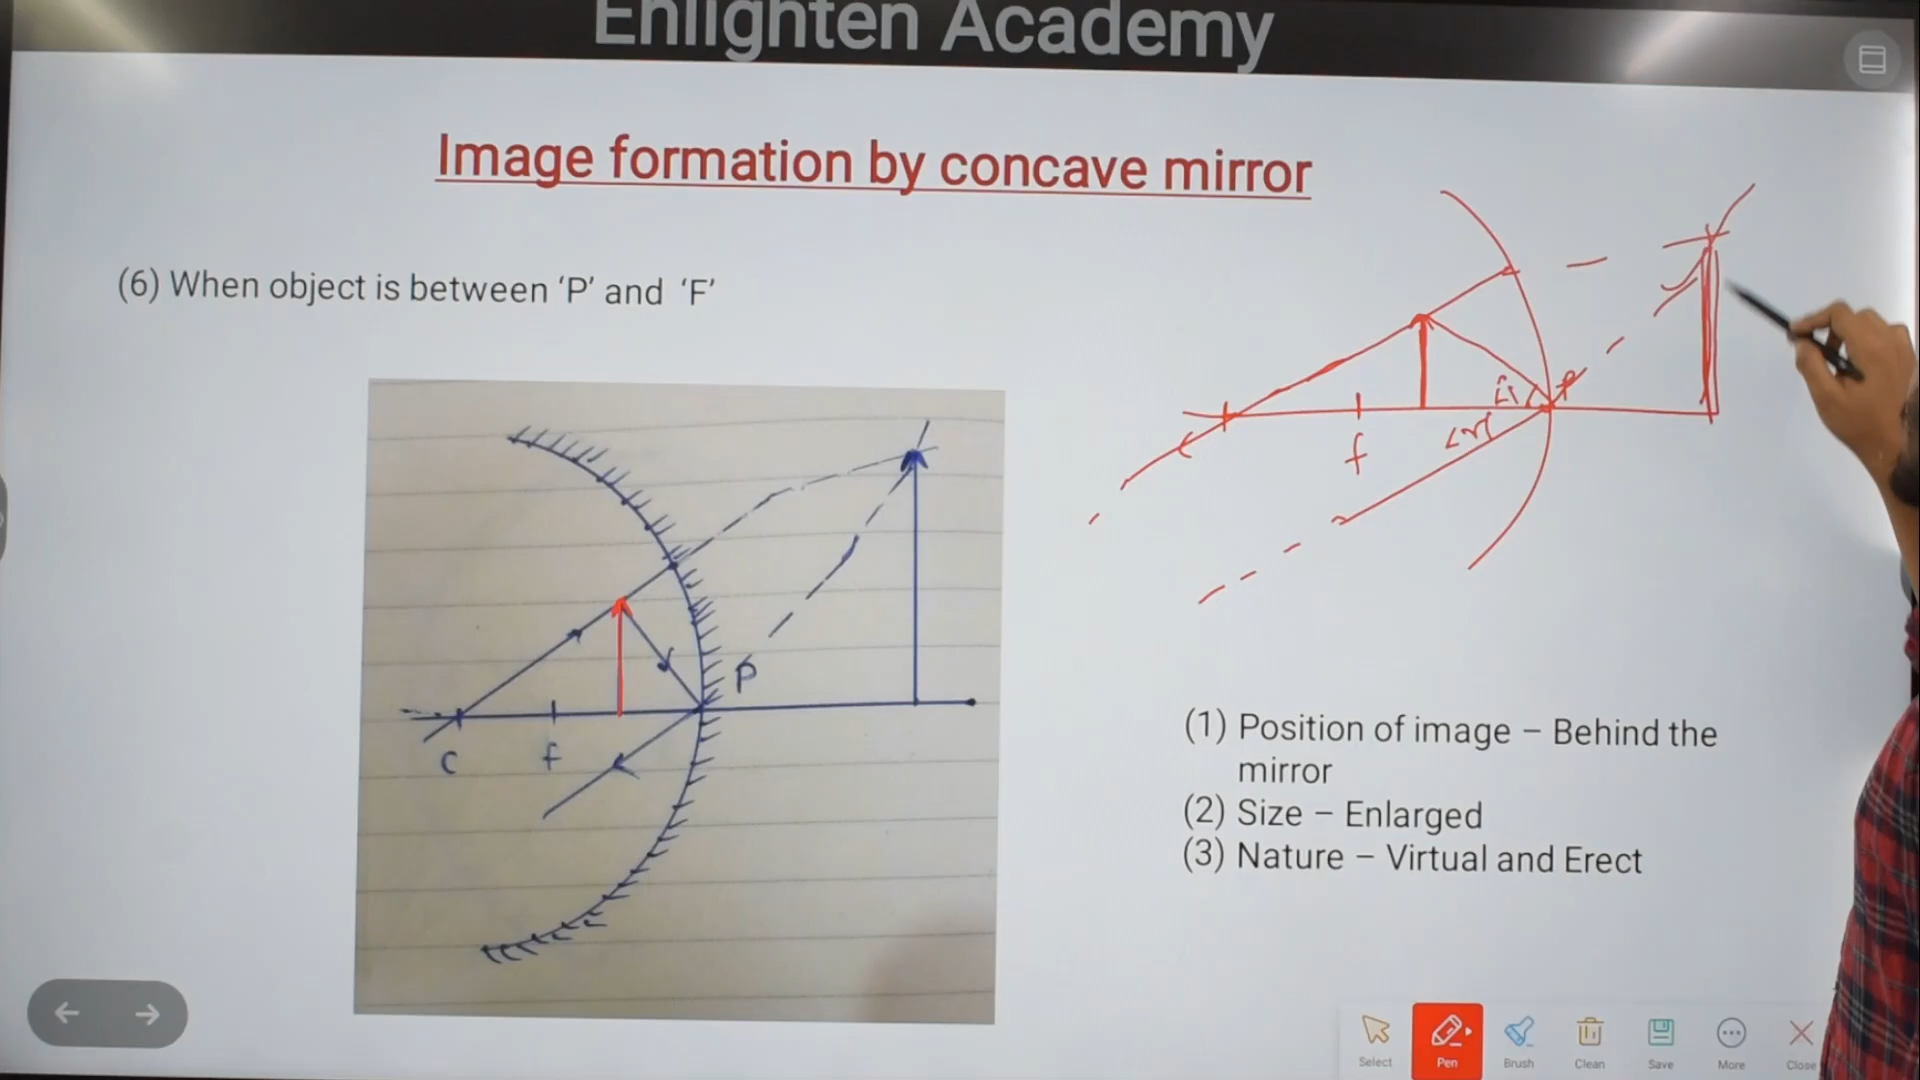 Enlighten Academy
Image formation by concave mirror
(6) When object is between ‘P’ and ‘F’
P
C
f
P
∠i
∠r
f
(1) Position of image – Behind the
mirror
(2) Size – Enlarged
(3) Nature – Virtual and Erect
Select
Pen
Brush
Clean
Save
More
Close